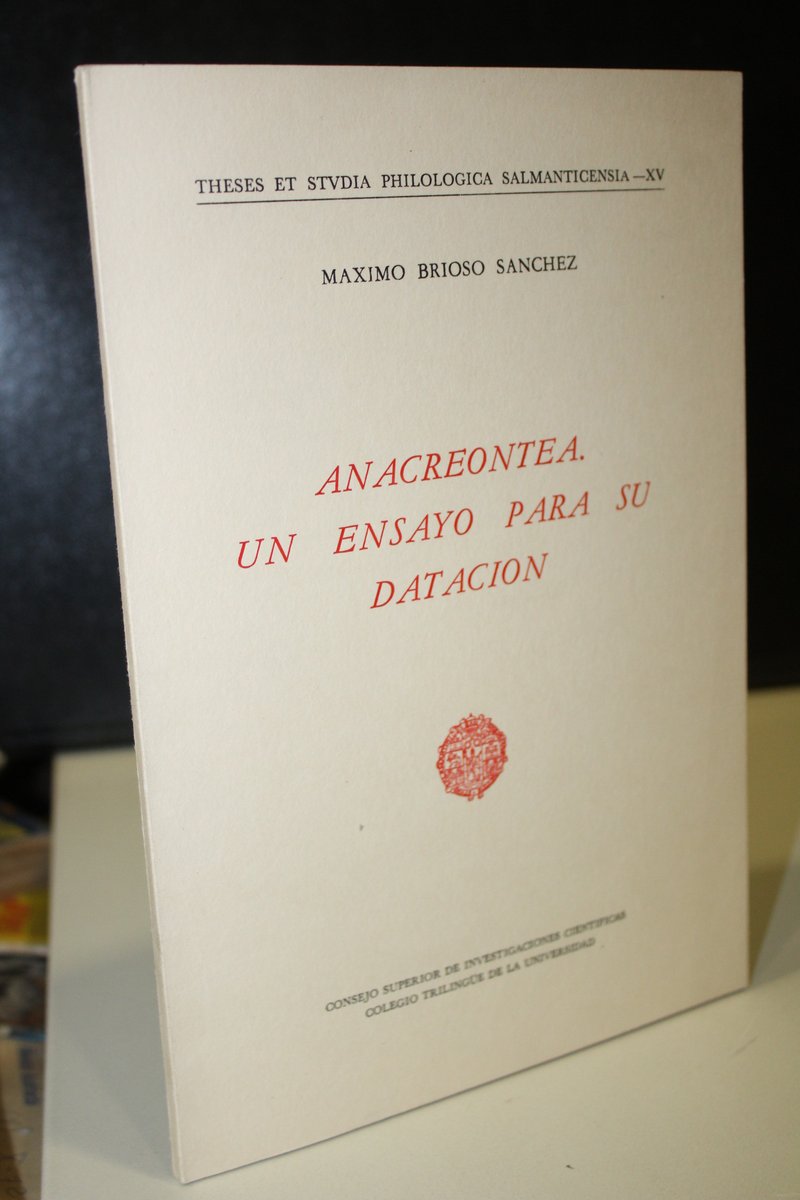 THESES ET STVDIA PHILOLOGICA SALMANTICENSIA—XV
MAXIMO BRIOSO SANCHEZ
ANACREONTEA.
UN ENSAYO PARA SU
DATACION
CONSEJO SUPERIOR DE INVESTIGACIONES CIENTIFICAS
COLEGIO TRILINGÜE DE LA UNIVERSIDAD